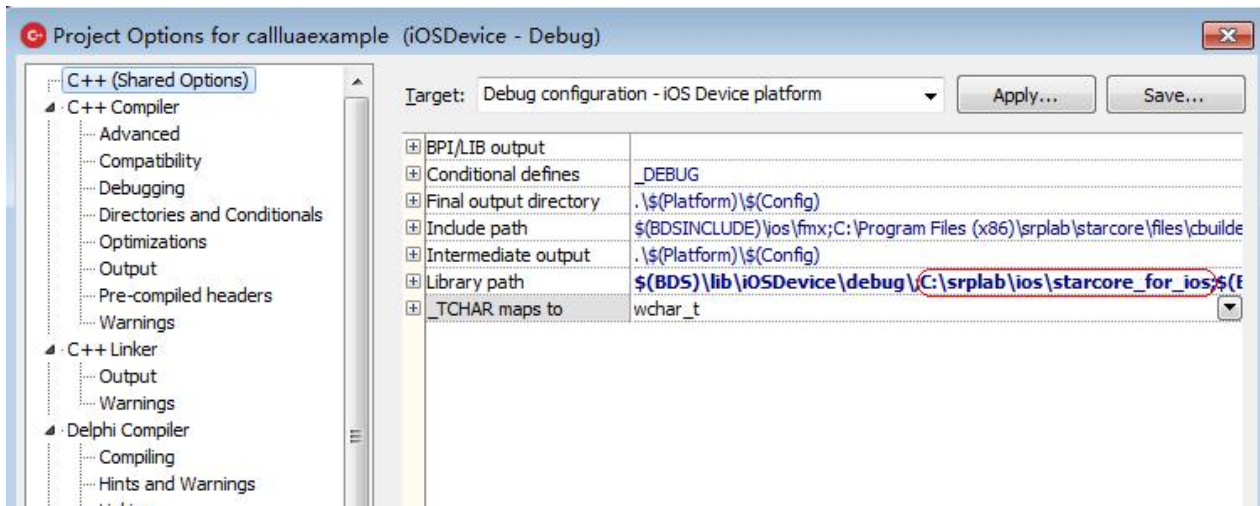 Project Options for callluaexample (iOSDevice - Debug)
C++ (Shared Options)
C++ Compiler
Advanced
Compatibility
Debugging
Directories and Conditionals
Optimizations
Output
Pre-compiled headers
Warnings
C++ Linker
Output
Warnings
Delphi Compiler
Compiling
Hints and Warnings
Target: Debug configuration - iOS Device platform
Apply...
Save...
BPI/LIB output
Conditional defines _DEBUG
Final output directory .\$(Platform)\$(Config)
Include path $(BDSINCLUDE)\ios\fmx;C:\Program Files (x86)\srplab\starcore\files\cbuilde
Intermediate output .\$(Platform)\$(Config)
Library path $(BDS)\lib\iOSDevice\debug\;C:\srplab\ios\starcore_for_ios;$(B
_TCHAR maps to wchar_t